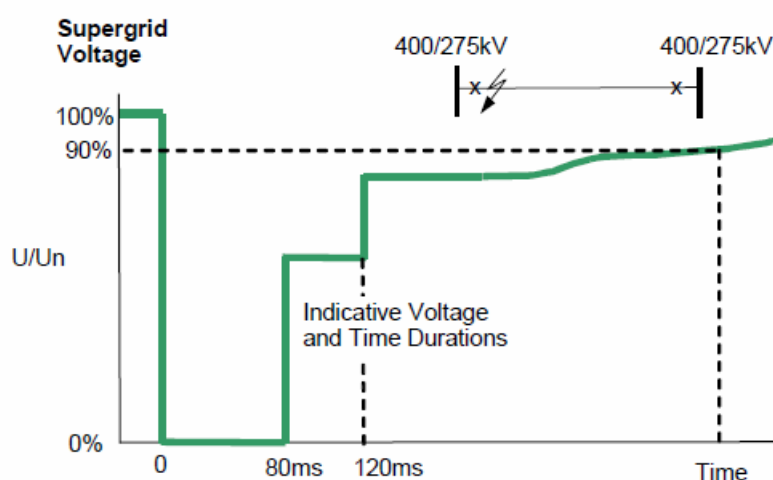 Supergrid
Voltage
400/275kV
400/275kV
x
x
100%
90%
U/Un
Indicative Voltage
and Time Durations
0%
0
80ms
120ms
Time